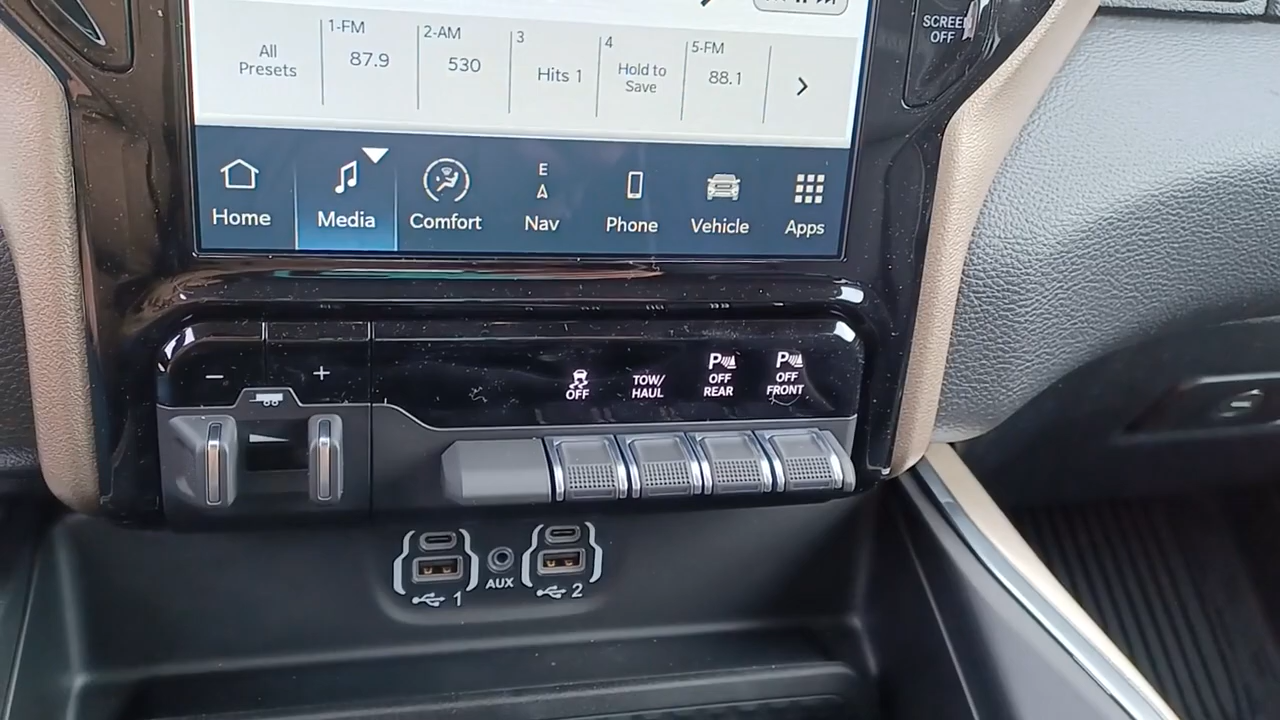 SCREEN
OFF
All
Presets
1-FM
87.9
2-AM
530
3
Hits 1
4
Hold to
Save
5-FM
88.1
Home
Media
Comfort
E
Nav
Phone
Vehicle
Apps
− +
OFF
TOW/
HAUL
P
OFF
REAR
P
OFF
FRONT
1
AUX
2